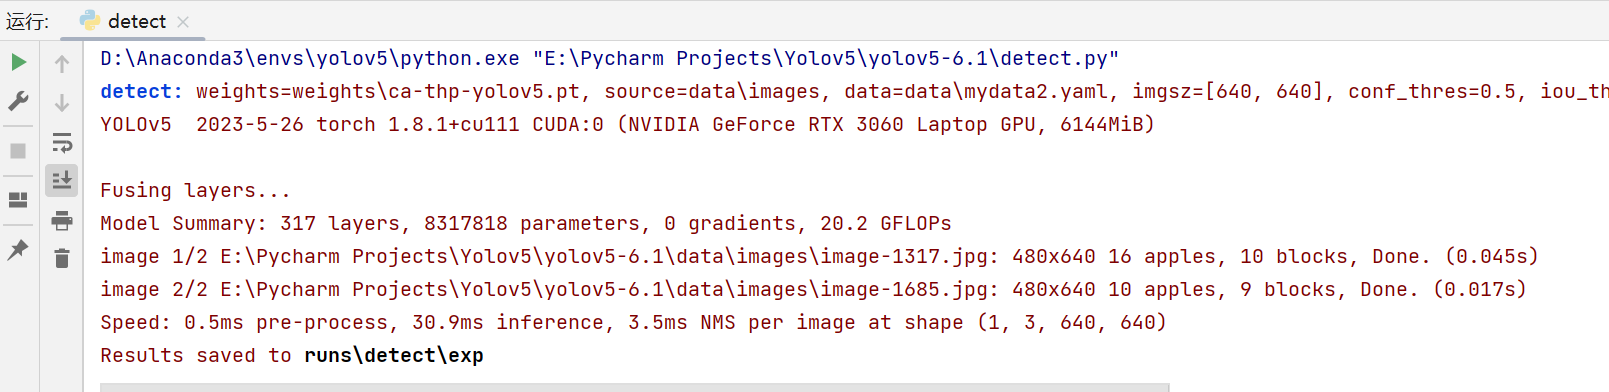 运行: detect
D:\Anaconda3\envs\yolov5\python.exe "E:\Pycharm Projects\Yolov5\yolov5-6.1\detect.py"
detect: weights=weights\ca-thp-yolov5.pt, source=data\images, data=data\mydata2.yaml, imgsz=[640, 640], conf_thres=0.5, iou_th
YOLOv5  2023-5-26 torch 1.8.1+cu111 CUDA:0 (NVIDIA GeForce RTX 3060 Laptop GPU, 6144MiB)
Fusing layers...
Model Summary: 317 layers, 8317818 parameters, 0 gradients, 20.2 GFLOPs
image 1/2 E:\Pycharm Projects\Yolov5\yolov5-6.1\data\images\image-1317.jpg: 480x640 16 apples, 10 blocks, Done. (0.045s)
image 2/2 E:\Pycharm Projects\Yolov5\yolov5-6.1\data\images\image-1685.jpg: 480x640 10 apples, 9 blocks, Done. (0.017s)
Speed: 0.5ms pre-process, 30.9ms inference, 3.5ms NMS per image at shape (1, 3, 640, 640)
Results saved to runs\detect\exp